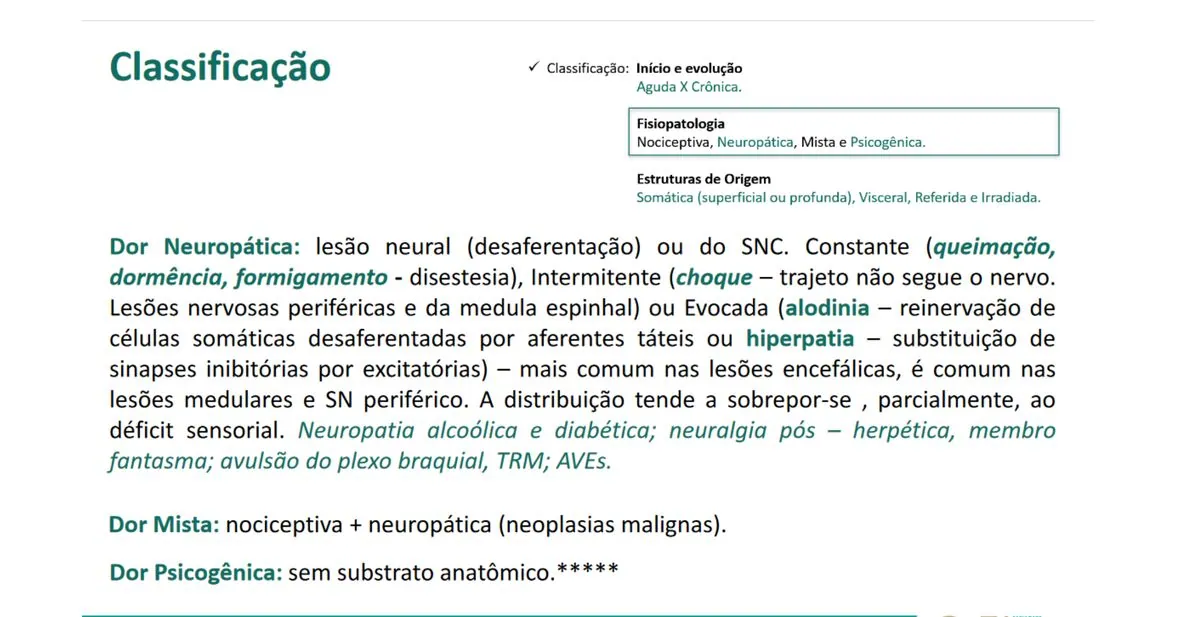 Classificação
✓ Classificação: Início e evolução
Aguda X Crônica.
Fisiopatologia
Nociceptiva, Neuropática, Mista e Psicogênica.
Estruturas de Origem
Somática (superficial ou profunda), Visceral, Referida e Irradiada.
Dor Neuropática: lesão neural (desaferentação) ou do SNC. Constante (queimação,
dormência, formigamento - disestesia), Intermitente (choque – trajeto não segue o nervo.
Lesões nervosas periféricas e da medula espinhal) ou Evocada (alodinia – reinervação de
células somáticas desaferentadas por aferentes táteis ou hiperpatia – substituição de
sinapses inibitórias por excitatórias) – mais comum nas lesões encefálicas, é comum nas
lesões medulares e SN periférico. A distribuição tende a sobrepor-se , parcialmente, ao
déficit sensorial. Neuropatia alcoólica e diabética; neuralgia pós – herpética, membro
fantasma; avulsão do plexo braquial, TRM; AVEs.
Dor Mista: nociceptiva + neuropática (neoplasias malignas).
Dor Psicogênica: sem substrato anatômico.*****